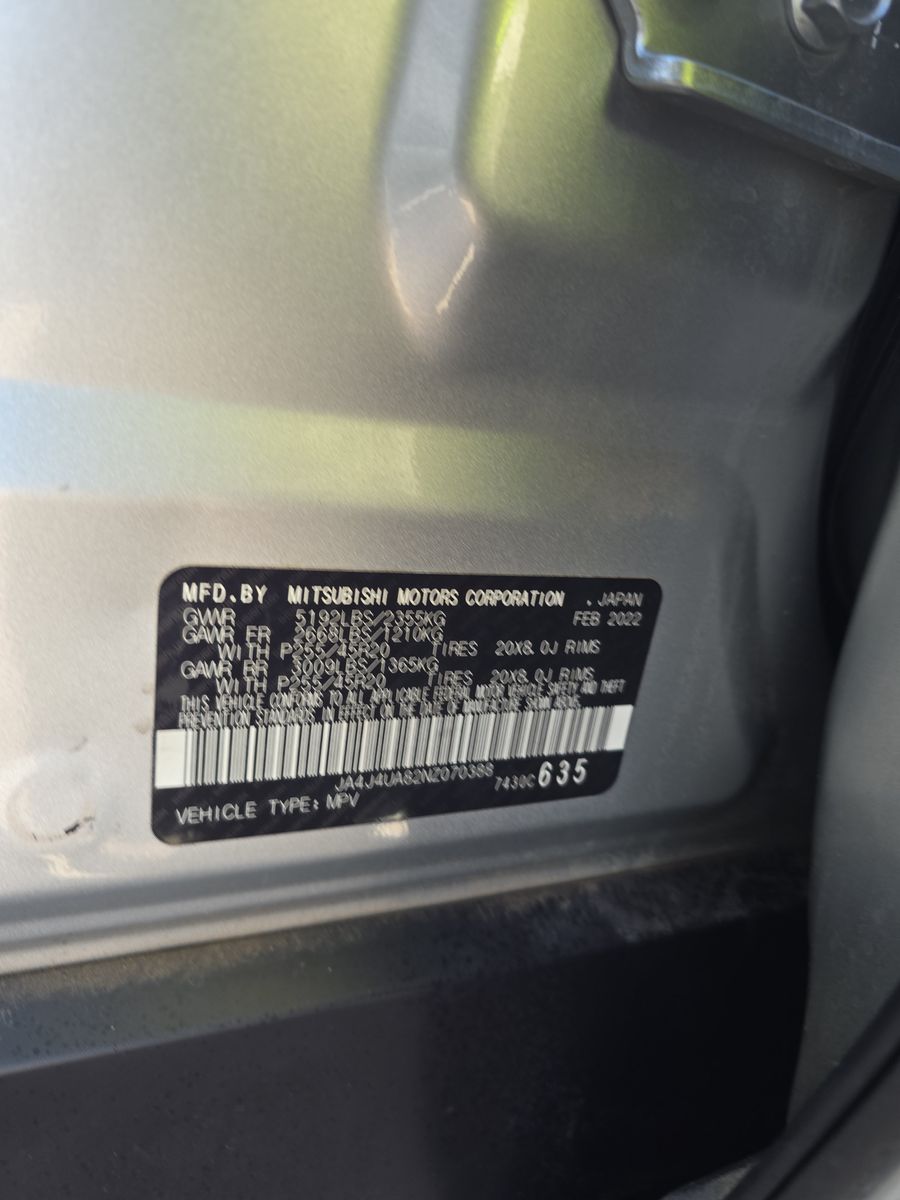 MFD.BY MITSUBISHI MOTORS CORPORATION , JAPAN
GVWR 5192LBS/2355KG FEB 2022
GAWR FR 2668LBS/1210KG
WITH P255/45R20 TIRES 20X8.0J RIMS
GAWR RR 3009LBS/1365KG
WITH P255/45R20 TIRES 20X8.0J RIMS
THIS VEHICLE CONFORMS TO ALL APPLICABLE FEDERAL MOTOR VEHICLE SAFETY AND THEFT
PREVENTION STANDARDS IN EFFECT ON THE DATE OF MANUFACTURE SHOWN ABOVE.
JA4J4UA82NZ070388 7430C 635
VEHICLE TYPE: MPV